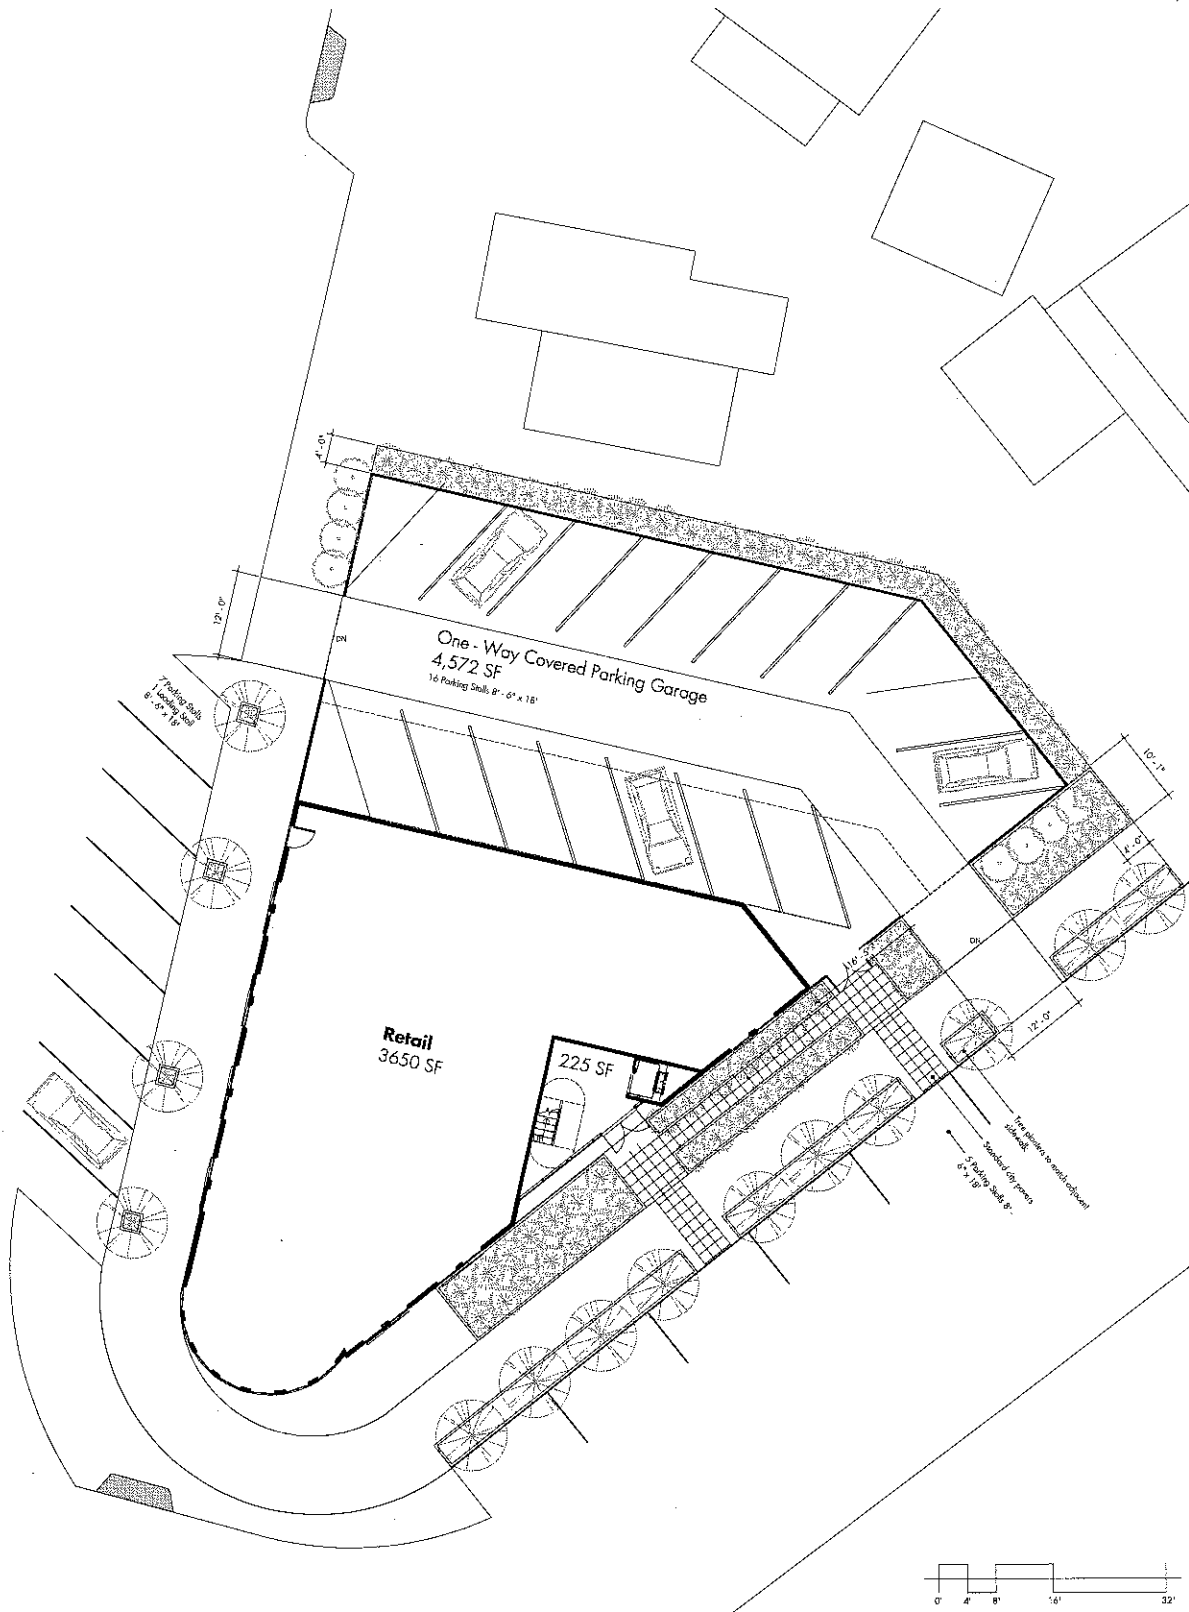 4'-0"
12'-0"
DN
One - Way Covered Parking Garage
4,572 SF
16 Parking Stalls 8' - 6" x 18'
7 Parking Stalls
1 Loading Stall
8' - 6" x 18'
10'-1"
4'-0"
DN
16'-5"
12'-0"
Retail
3650 SF
225 SF
Tree planters to match adjacent
sidewalk
Standard city pavers
5 Parking Stalls 8'-
6" x 18'
0' 4' 8' 16' 32'